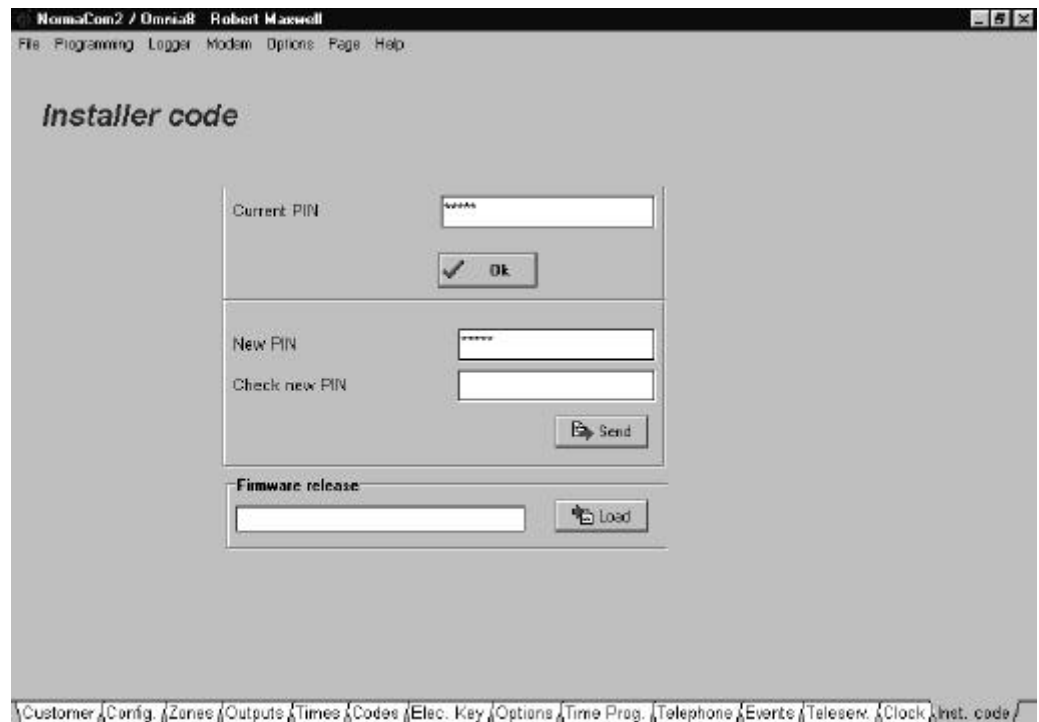 NormaCom2 / Omnia8 Robert Maxwell
File Programming Logger Modem Options Page Help
Installer code
Current PIN *****
Ok
New PIN *****
Check new PIN
Send
Firmware release
Load
Customer Config. Zones Outputs Times Codes Elec. Key Options Time Prog. Telephone Events Teleserv. Clock Inst. code